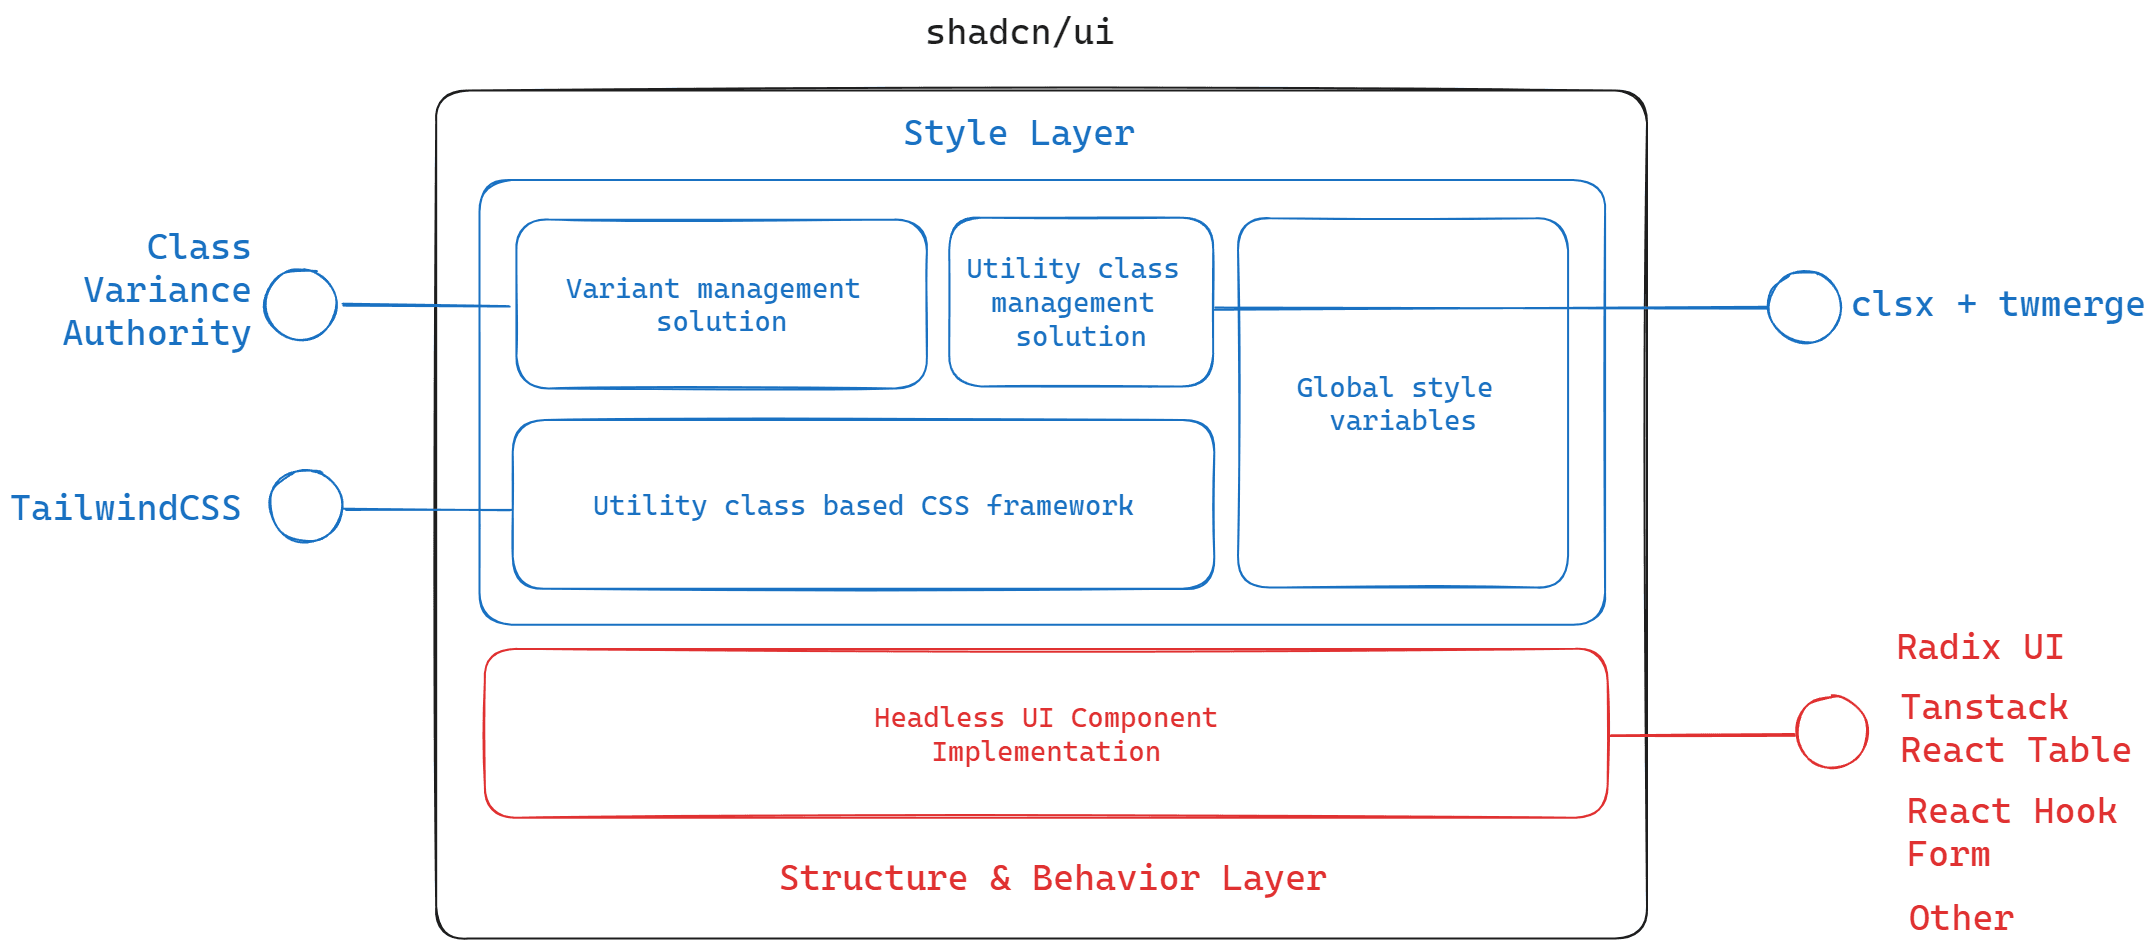 shadcn/ui
Style Layer
Class
Variance
Authority
Variant management
solution
Utility class
management
solution
clsx + twmerge
Global style
variables
TailwindCSS
Utility class based CSS framework
Headless UI Component
Implementation
Radix UI
Tanstack
React Table
React Hook
Form
Other
Structure & Behavior Layer